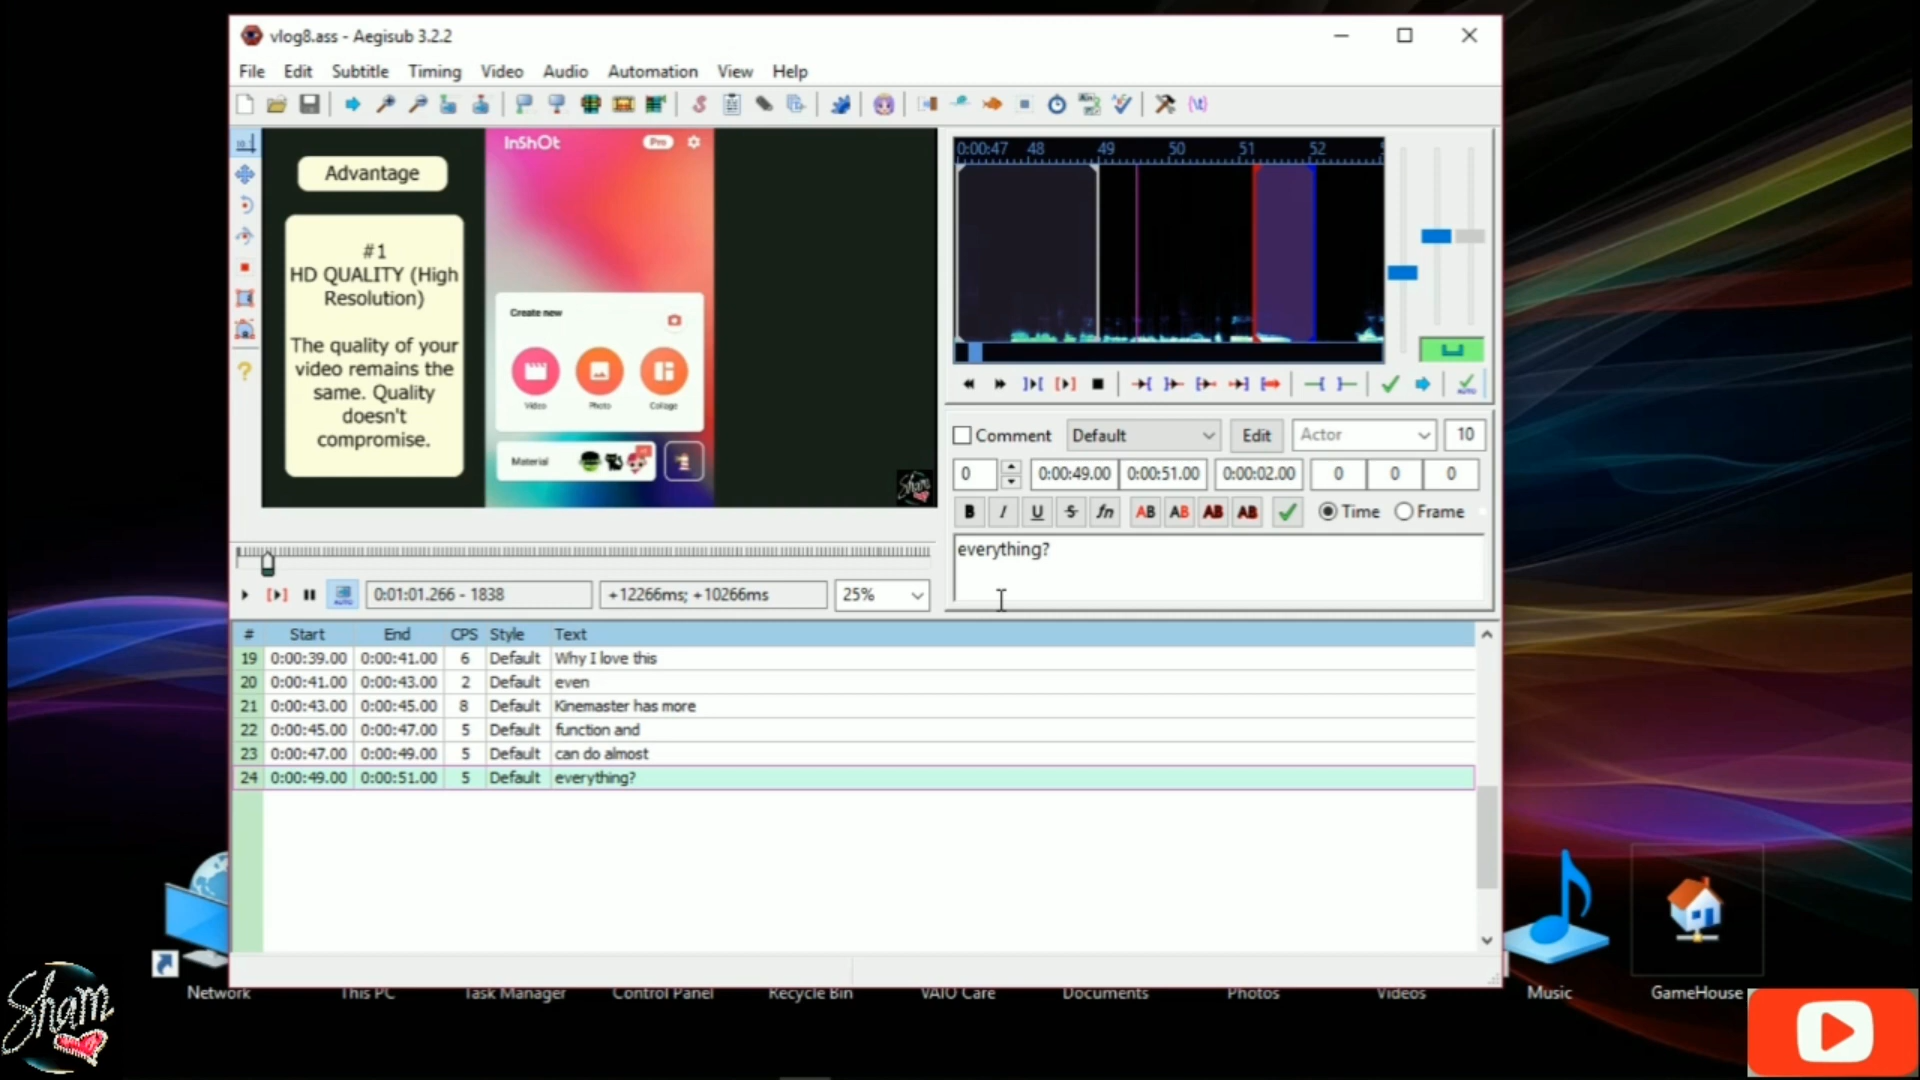 vlog8.ass - Aegisub 3.2.2
File Edit Subtitle Timing Video Audio Automation View Help
Advantage
#1
HD QUALITY (High
Resolution)
The quality of your
video remains the
same. Quality
doesn't
compromise.
InShOt
Pro
Create new
Video Photo Collage
Material
Sham
0:00:47 48 49 50 51 52
Comment Default Edit Actor 10
0 0:00:49.00 0:00:51.00 0:00:02.00 0 0 0
B I U S fn AB AB AB AB Time Frame
everything?
0:01:01.266 - 1838 +12266ms; +10266ms 25%
# Start End CPS Style Text
19 0:00:39.00 0:00:41.00 6 Default Why I love this
20 0:00:41.00 0:00:43.00 2 Default even
21 0:00:43.00 0:00:45.00 8 Default Kinemaster has more
22 0:00:45.00 0:00:47.00 5 Default function and
23 0:00:47.00 0:00:49.00 5 Default can do almost
24 0:00:49.00 0:00:51.00 5 Default everything?
Network This PC Task Manager Control Panel Recycle Bin VAIO Care Documents Photos Videos Music GameHouse
Sham